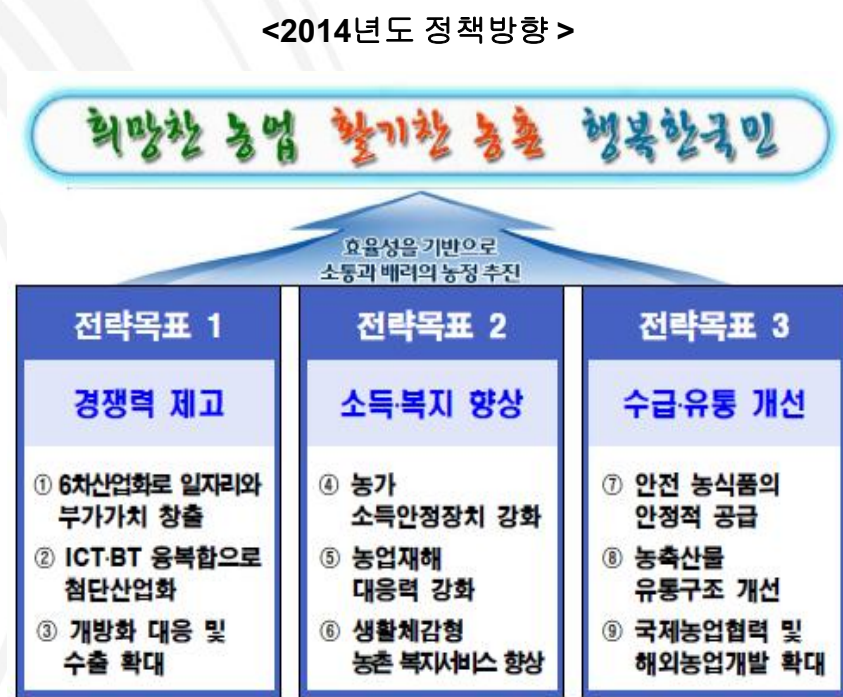 <2014년도 정책방향 >
희망찬 농업 활기찬 농촌 행복한국민
효율성을 기반으로
소통과 배려의 농정 추진
전략목표 1
경쟁력 제고
① 6차산업화로 일자리와
부가가치 창출
② ICT·BT 융복합으로
첨단산업화
③ 개방화 대응 및
수출 확대
전략목표 2
소득·복지 향상
④ 농가
소득안정장치 강화
⑤ 농업재해
대응력 강화
⑥ 생활체감형
농촌 복지서비스 향상
전략목표 3
수급·유통 개선
⑦ 안전 농식품의
안정적 공급
⑧ 농축산물
유통구조 개선
⑨ 국제농업협력 및
해외농업개발 확대